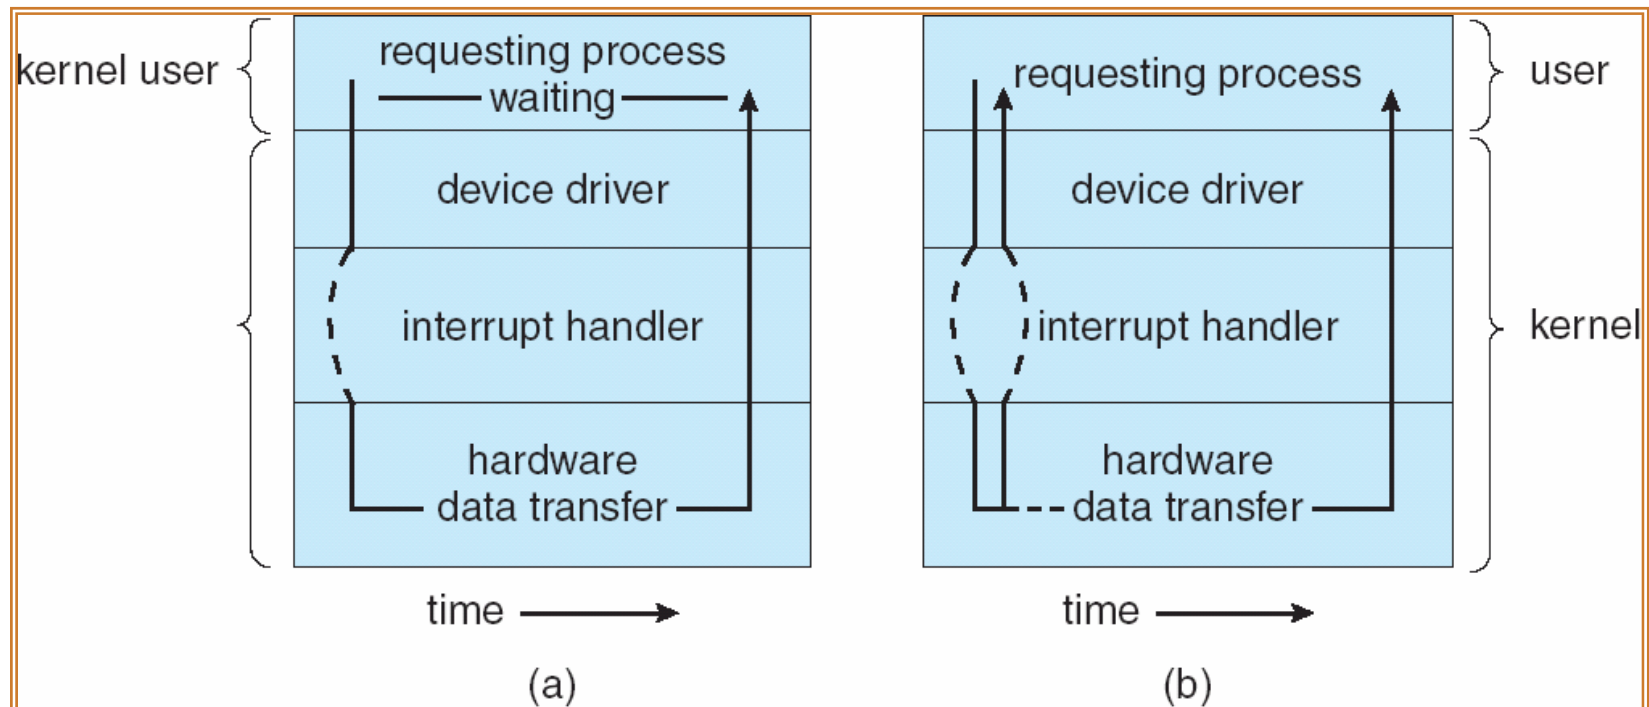 kernel user
requesting process
waiting
device driver
interrupt handler
hardware
data transfer
time
(a)
requesting process
user
device driver
interrupt handler
kernel
hardware
data transfer
time
(b)